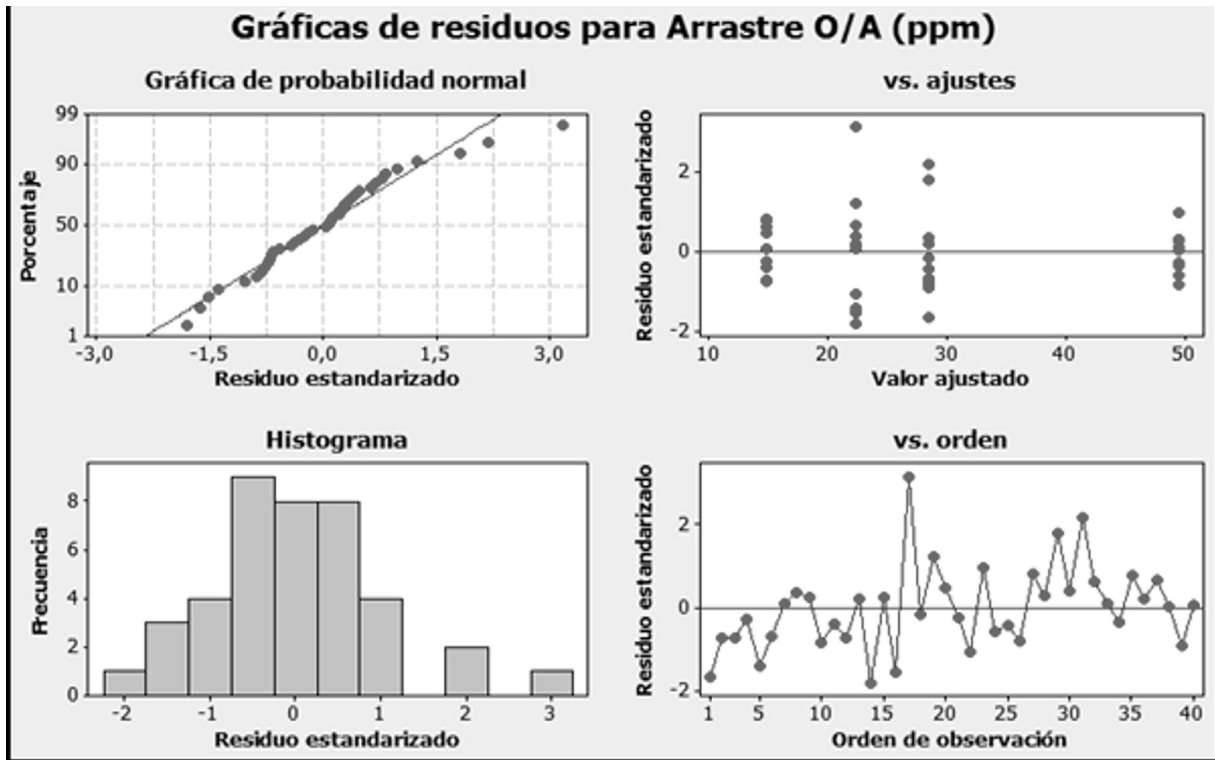 Gráficas de residuos para Arrastre O/A (ppm)
Gráfica de probabilidad normal
99
90
50
10
1
Porcentaje
-3,0 -1,5 0,0 1,5 3,0
Residuo estandarizado
vs. ajustes
2
0
-2
Residuo estandarizado
10 20 30 40 50
Valor ajustado
Histograma
8
6
4
2
0
Frecuencia
-2 -1 0 1 2 3
Residuo estandarizado
vs. orden
2
0
-2
Residuo estandarizado
1 5 10 15 20 25 30 35 40
Orden de observación